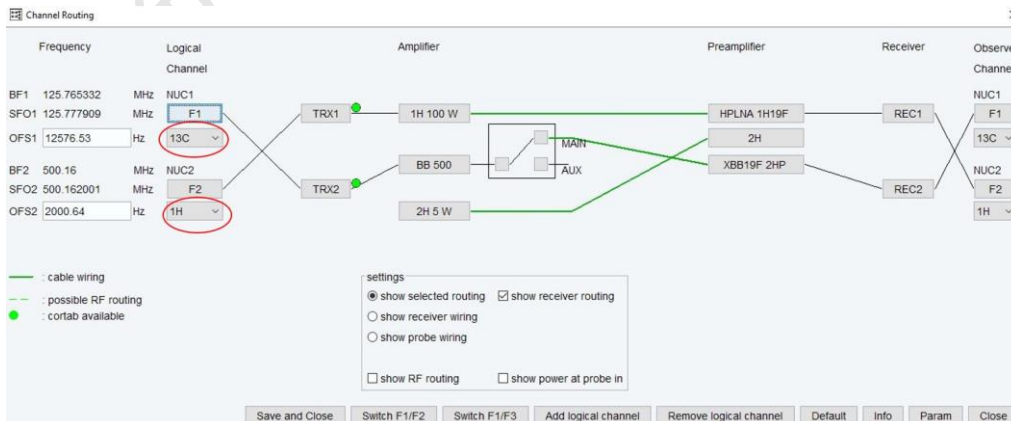 Channel Routing
Frequency Logical Channel Amplifier Preamplifier Receiver Observe Channel
BF1 125.765332 MHz NUC1 NUC1
SFO1 125.777909 MHz F1 TRX1 1H 100 W HPLNA 1H19F REC1 F1
OFS1 12576.53 Hz 13C 2H 13C
MAIN
BF2 500.16 MHz NUC2 BB 500 AUX XBB19F 2HP NUC2
SFO2 500.162001 MHz F2 TRX2 REC2 F2
OFS2 2000.64 Hz 1H 2H 5 W 1H
: cable wiring
: possible RF routing
: cortab available
settings
show selected routing show receiver routing
show receiver wiring
show probe wiring
show RF routing show power at probe in
Save and Close Switch F1/F2 Switch F1/F3 Add logical channel Remove logical channel Default Info Param Close